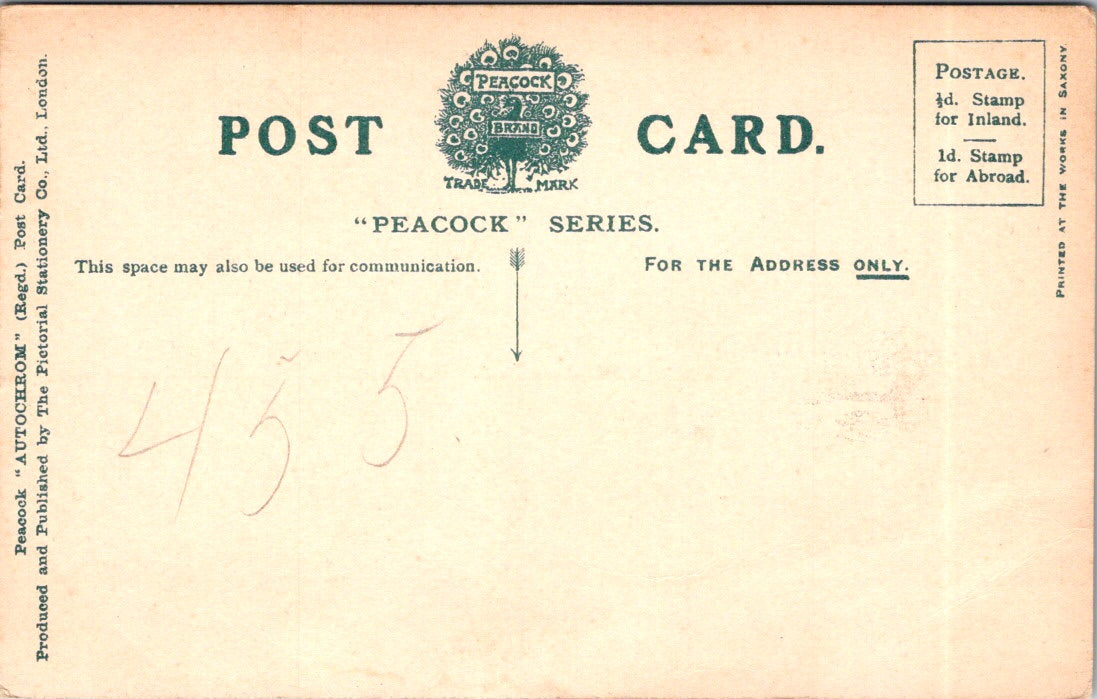 PEACOCK
BRAND
TRADE MARK
POST CARD.
"PEACOCK" SERIES.
This space may also be used for communication.
FOR THE ADDRESS ONLY.
POSTAGE.
½d. Stamp
for Inland.
1d. Stamp
for Abroad.
PRINTED AT THE WORKS IN SAXONY.
Peacock "AUTOCHROM" (Regd.) Post Card.
Produced and Published by The Pictorial Stationery Co., Ltd., London.
455